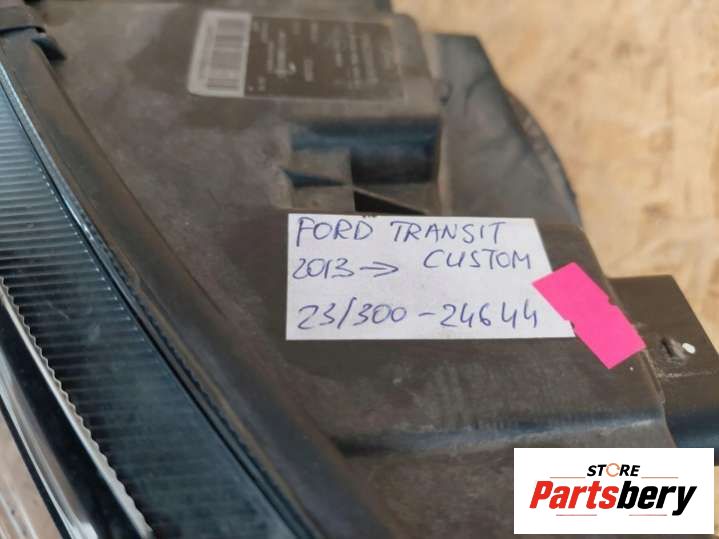 FORD TRANSIT
2013 → CUSTOM
23/300-24644
STORE
Partsbery